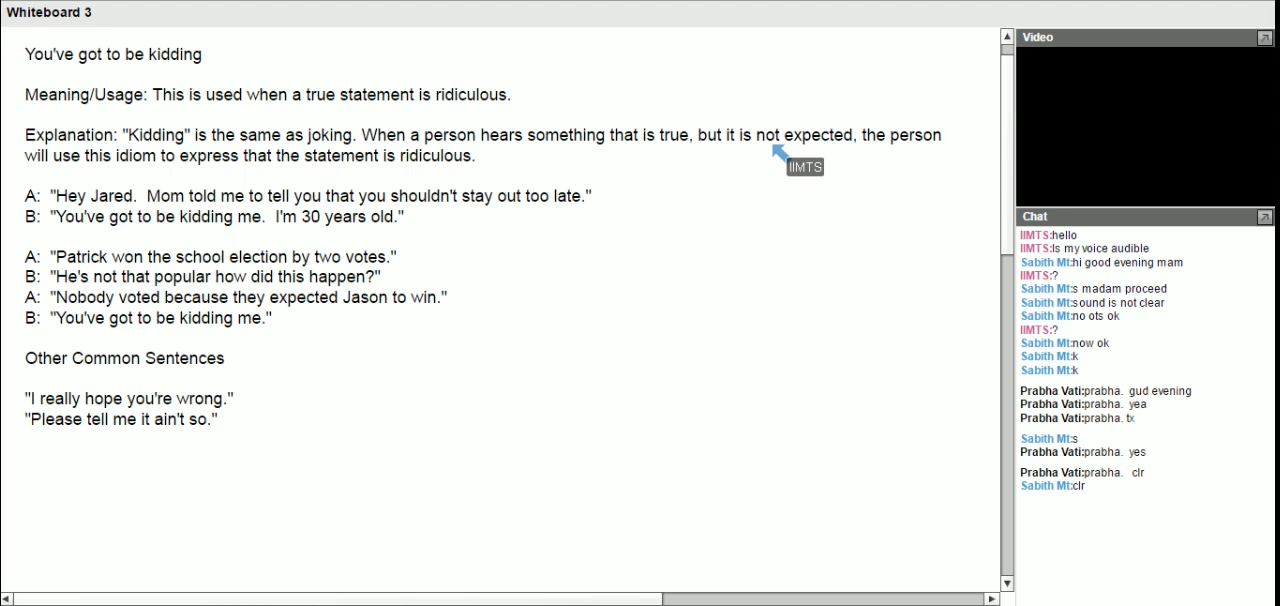 Whiteboard 3
You've got to be kidding
Meaning/Usage: This is used when a true statement is ridiculous.
Explanation: "Kidding" is the same as joking. When a person hears something that is true, but it is not expected, the person
will use this idiom to express that the statement is ridiculous.
IIMTS
A: "Hey Jared. Mom told me to tell you that you shouldn't stay out too late."
B: "You've got to be kidding me. I'm 30 years old."
A: "Patrick won the school election by two votes."
B: "He's not that popular how did this happen?"
A: "Nobody voted because they expected Jason to win."
B: "You've got to be kidding me."
Other Common Sentences
"I really hope you're wrong."
"Please tell me it ain't so."
Video
Chat
IIMTS:hello
IIMTS:Is my voice audible
Sabith Mt:hi good evening mam
IIMTS:?
Sabith Mt:s madam proceed
Sabith Mt:sound is not clear
Sabith Mt:no ots ok
IIMTS:?
Sabith Mt:now ok
Sabith Mt:k
Sabith Mt:k
Prabha Vati:prabha. gud evening
Prabha Vati:prabha. yea
Prabha Vati:prabha. tx
Sabith Mt:s
Prabha Vati:prabha. yes
Prabha Vati:prabha. clr
Sabith Mt:clr